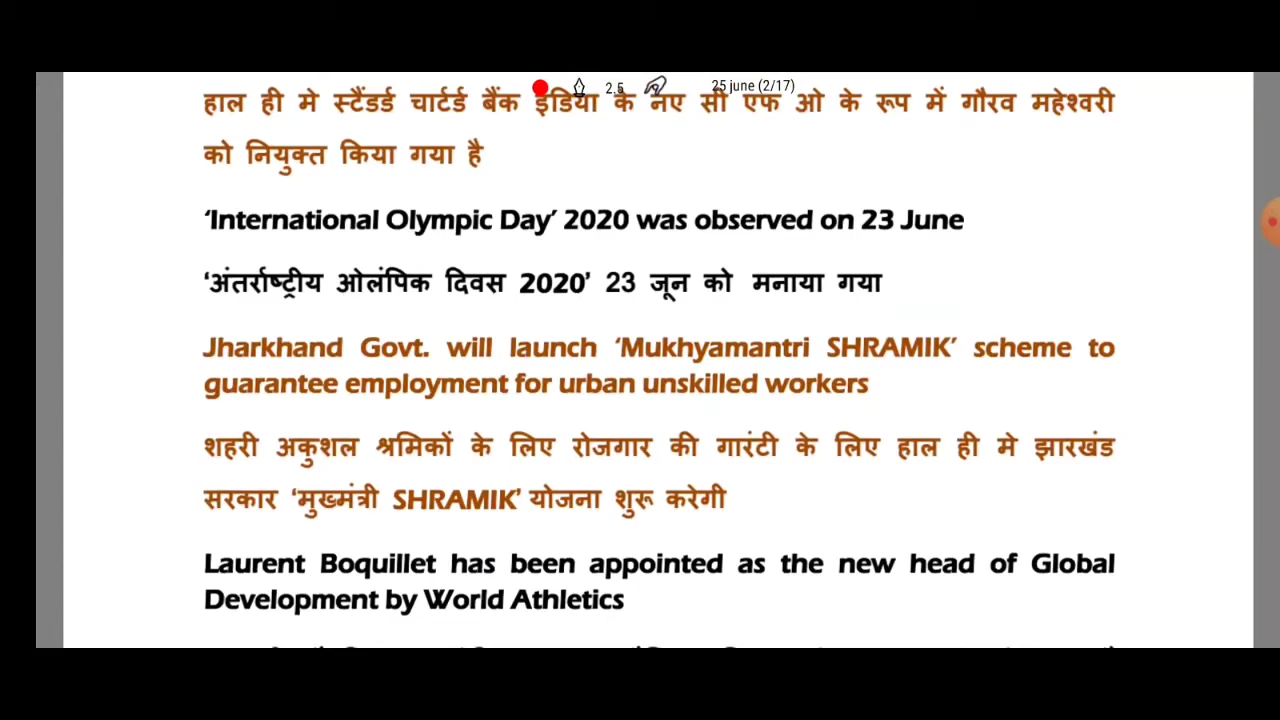 2.5 25 june (2/17)
हाल ही मे स्टैंडर्ड चार्टर्ड बैंक इंडिया के नए सी एफ ओ के रूप में गौरव महेश्वरी
को नियुक्त किया गया है
‘International Olympic Day’ 2020 was observed on 23 June
‘अंतर्राष्ट्रीय ओलंपिक दिवस 2020’ 23 जून को मनाया गया
Jharkhand Govt. will launch ‘Mukhyamantri SHRAMIK’ scheme to
guarantee employment for urban unskilled workers
शहरी अकुशल श्रमिकों के लिए रोजगार की गारंटी के लिए हाल ही मे झारखंड
सरकार ‘मुख्मंत्री SHRAMIK’ योजना शुरू करेगी
Laurent Boquillet has been appointed as the new head of Global
Development by World Athletics